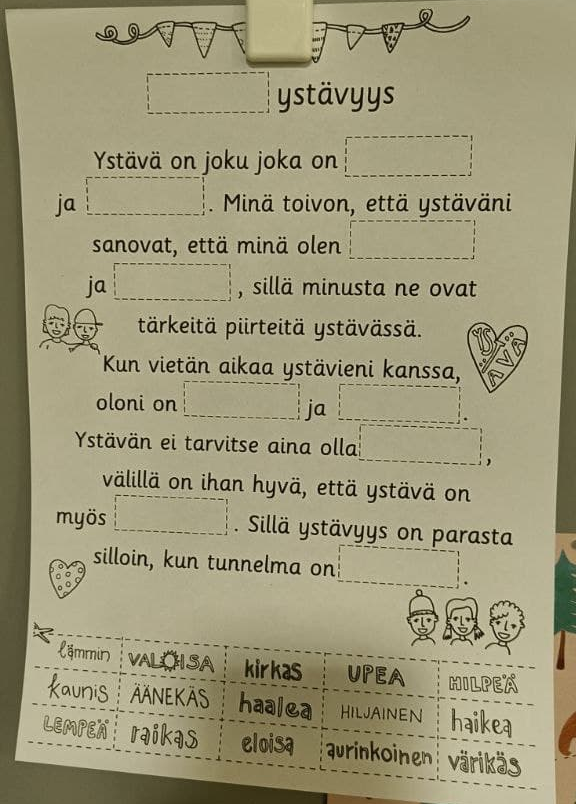 ystävyys
Ystävä on joku joka on
ja . Minä toivon, että ystäväni
sanovat, että minä olen
ja , sillä minusta ne ovat
tärkeitä piirteitä ystävässä.
YSTÄVÄ
Kun vietän aikaa ystävieni kanssa,
oloni on ja .
Ystävän ei tarvitse aina olla ,
välillä on ihan hyvä, että ystävä on
myös . Sillä ystävyys on parasta
silloin, kun tunnelma on .
lämmin VALOISA kirkas UPEA HILPEÄ
kaunis ÄÄNEKÄS haalea HILJAINEN haikea
LEMPEÄ raikas eloisa aurinkoinen värikäs